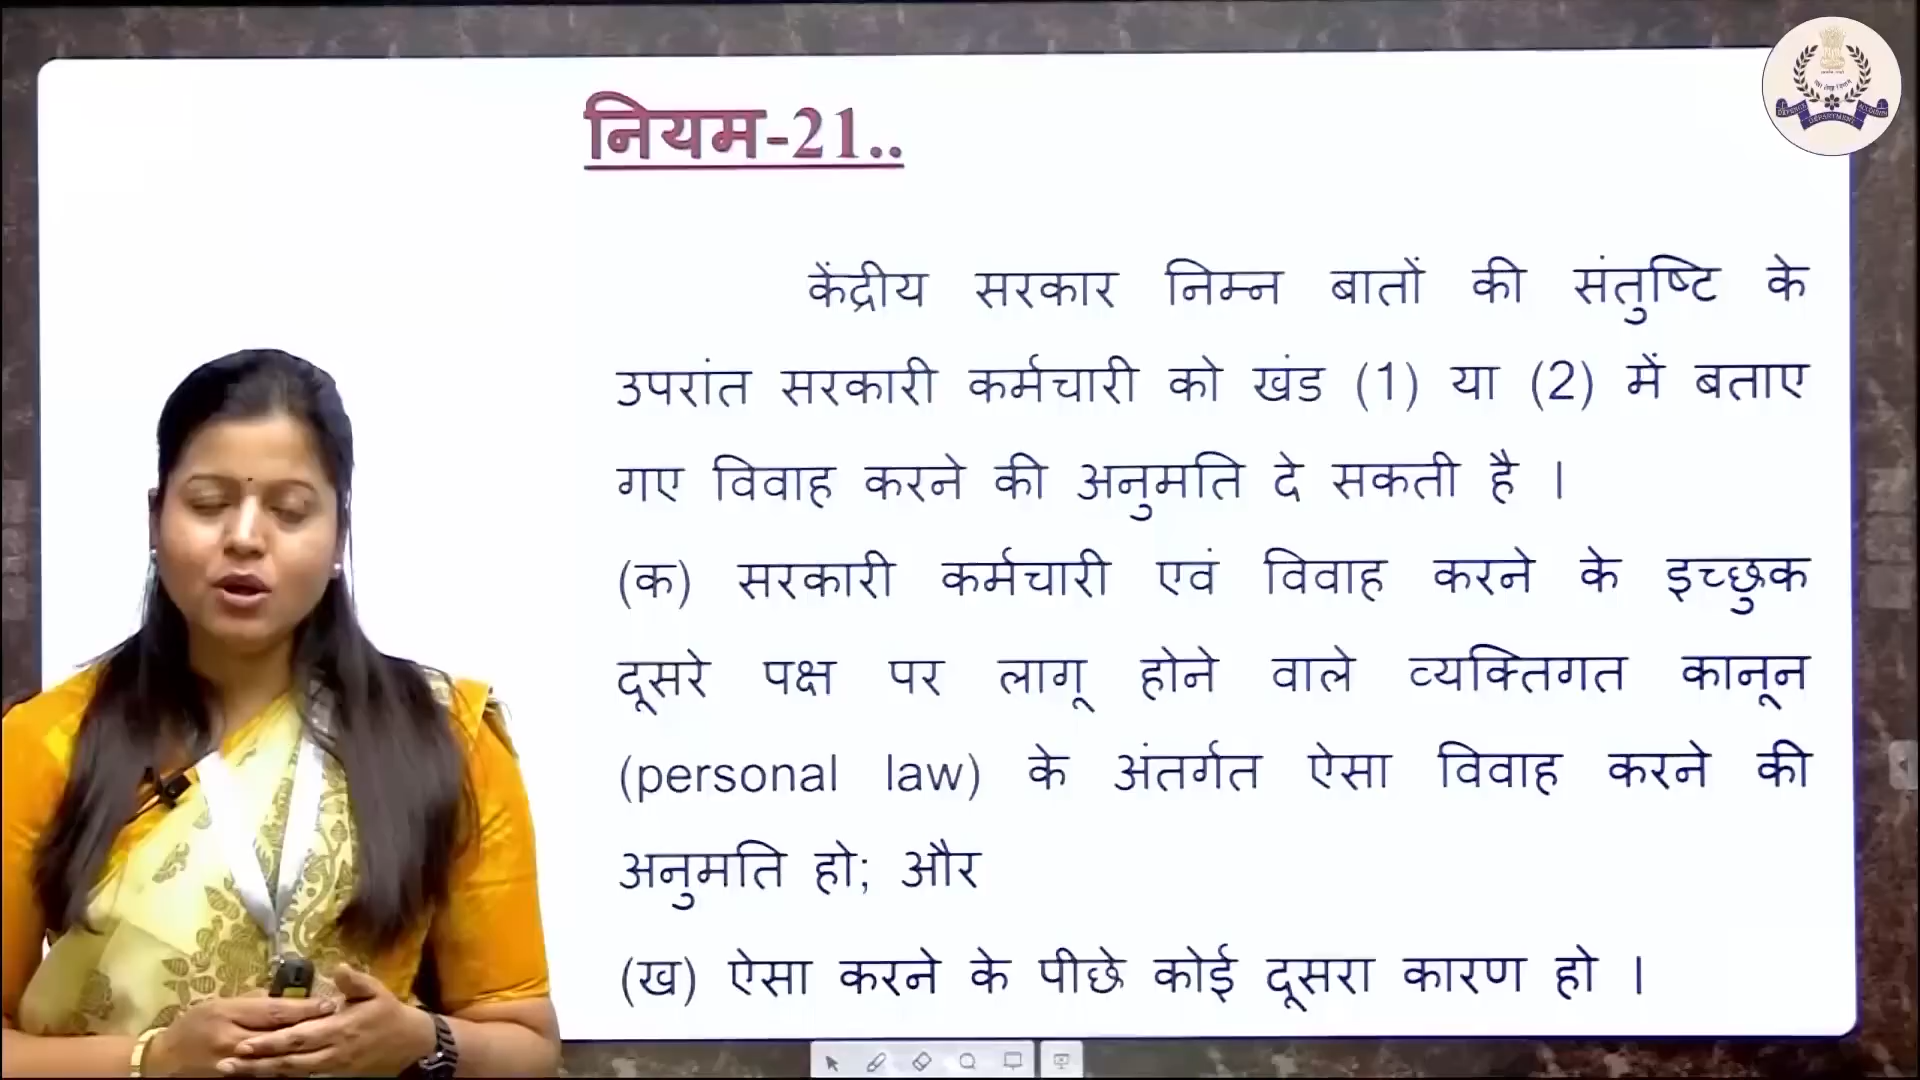 नियम-21..
केंद्रीय सरकार निम्न बातों की संतुष्टि के
उपरांत सरकारी कर्मचारी को खंड (1) या (2) में बताए
गए विवाह करने की अनुमति दे सकती है ।
(क) सरकारी कर्मचारी एवं विवाह करने के इच्छुक
दूसरे पक्ष पर लागू होने वाले व्यक्तिगत कानून
(personal law) के अंतर्गत ऐसा विवाह करने की
अनुमति हो; और
(ख) ऐसा करने के पीछे कोई दूसरा कारण हो ।
DEPARTMENT